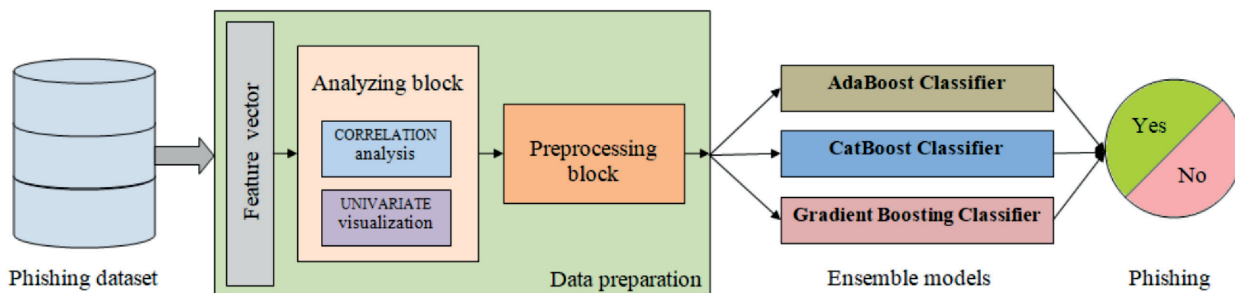 Phishing dataset
Feature vector
Analyzing block
CORRELATION
analysis
UNIVARIATE
visualization
Preprocessing
block
Data preparation
AdaBoost Classifier
CatBoost Classifier
Gradient Boosting Classifier
Ensemble models
Yes
No
Phishing